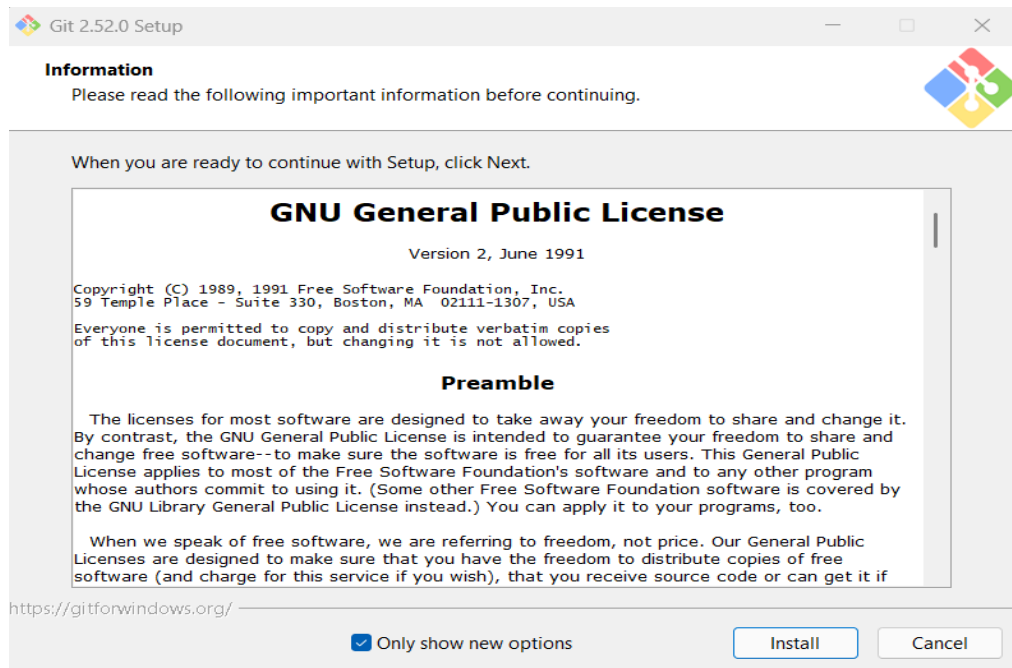 Git 2.52.0 Setup
Information
Please read the following important information before continuing.
When you are ready to continue with Setup, click Next.
GNU General Public License
Version 2, June 1991
Copyright (C) 1989, 1991 Free Software Foundation, Inc.
59 Temple Place - Suite 330, Boston, MA  02111-1307, USA
Everyone is permitted to copy and distribute verbatim copies
of this license document, but changing it is not allowed.
Preamble
The licenses for most software are designed to take away your freedom to share and change it.
By contrast, the GNU General Public License is intended to guarantee your freedom to share and
change free software--to make sure the software is free for all its users. This General Public
License applies to most of the Free Software Foundation's software and to any other program
whose authors commit to using it. (Some other Free Software Foundation software is covered by
the GNU Library General Public License instead.) You can apply it to your programs, too.
When we speak of free software, we are referring to freedom, not price. Our General Public
Licenses are designed to make sure that you have the freedom to distribute copies of free
software (and charge for this service if you wish), that you receive source code or can get it if
https://gitforwindows.org/
Only show new options
Install
Cancel